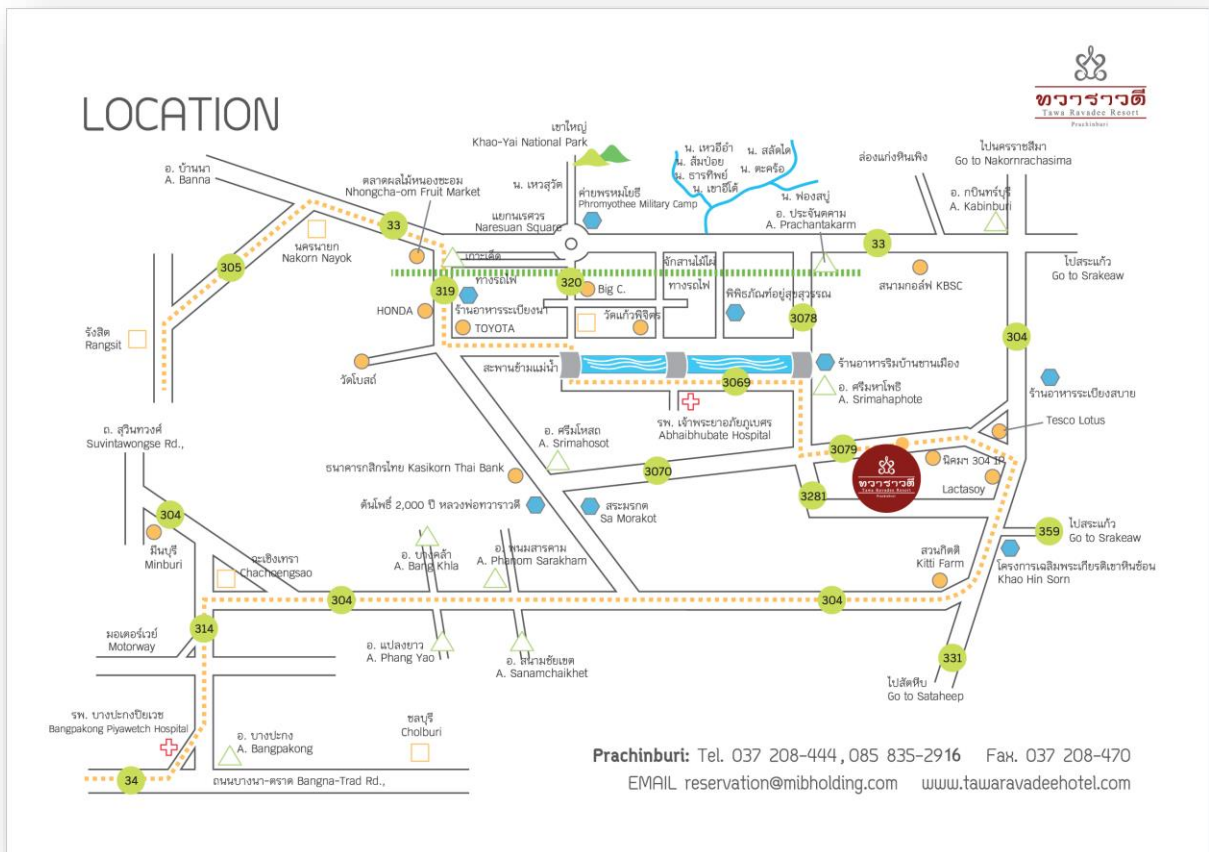 LOCATION
ทวาราวดี
Tawa Ravadee Resort
Prachinburi
เขาใหญ่
Khao-Yai National Park
น. เหวสุวัต
ค่ายพรหมโยธี
Phromyothee Military Camp
แยกนเรศวร
Naresuan Square
น. เหวอีอ่ำ
น. ส้มป่อย
น. ธารทิพย์
น. เขาอีโต้
น. สลัดได
น. ตะคร้อ
น. ฟองสบู่
อ. ประจันตคาม
A. Prachantakarm
ล่องแก่งหินเพิง
ไปนครราชสีมา
Go to Nakornrachasima
อ. กบินทร์บุรี
A. Kabinburi
33
ไปสระแก้ว
Go to Srakeaw
สนามกอล์ฟ KBSC
อ. บ้านนา
A. Banna
ตลาดผลไม้หนองชะอม
Nhongcha-om Fruit Market
33
นครนายก
Nakorn Nayok
305
รังสิต
Rangsit
เกาะเค็ด
ทางรถไฟ
319
320
Big C.
จักสานไม้ไผ่
ทางรถไฟ
พิพิธภัณฑ์อยู่สุขสุวรรณ
3078
304
HONDA
ร้านอาหารระเบียงนา
TOYOTA
วัดแก้วพิจิตร
วัดโบสถ์
สะพานข้ามแม่น้ำ
3069
ร้านอาหารริมบ้านชานเมือง
อ. ศรีมหาโพธิ
A. Srimahaphote
ร้านอาหารระเบียงสบาย
Tesco Lotus
รพ. เจ้าพระยาอภัยภูเบศร
Abhaibhubate Hospital
ถ. สุวินทวงศ์
Suvintawongse Rd.,
อ. ศรีมโหสถ
A. Srimahosot
3079
นิคมฯ 304 IP
ธนาคารกสิกรไทย Kasikorn Thai Bank
3070
ทวาราวดี
Tawa Ravadee Resort
Lactasoy
3281
ต้นโพธิ์ 2,000 ปี หลวงพ่อทวาราวดี
สระมรกต
Sa Morakot
304
มีนบุรี
Minburi
359
ไปสระแก้ว
Go to Srakeaw
ฉะเชิงเทรา
Chachoengsao
อ. บางคล้า
A. Bang Khla
อ. พนมสารคาม
A. Phanom Sarakham
สวนกิตติ
Kitti Farm
โครงการเฉลิมพระเกียรติเขาหินซ้อน
Khao Hin Sorn
304
304
314
มอเตอร์เวย์
Motorway
อ. แปลงยาว
A. Phang Yao
อ. สนามชัยเขต
A. Sanamchaikhet
331
ไปสัตหีบ
Go to Sataheep
รพ. บางปะกงปิยเวช
Bangpakong Piyawetch Hospital
อ. บางปะกง
A. Bangpakong
ชลบุรี
Cholburi
34
ถนนบางนา-ตราด Bangna-Trad Rd.,
Prachinburi: Tel. 037 208-444 , 085 835-2916 Fax. 037 208-470
EMAIL reservation@mibholding.com www.tawaravadeehotel.com